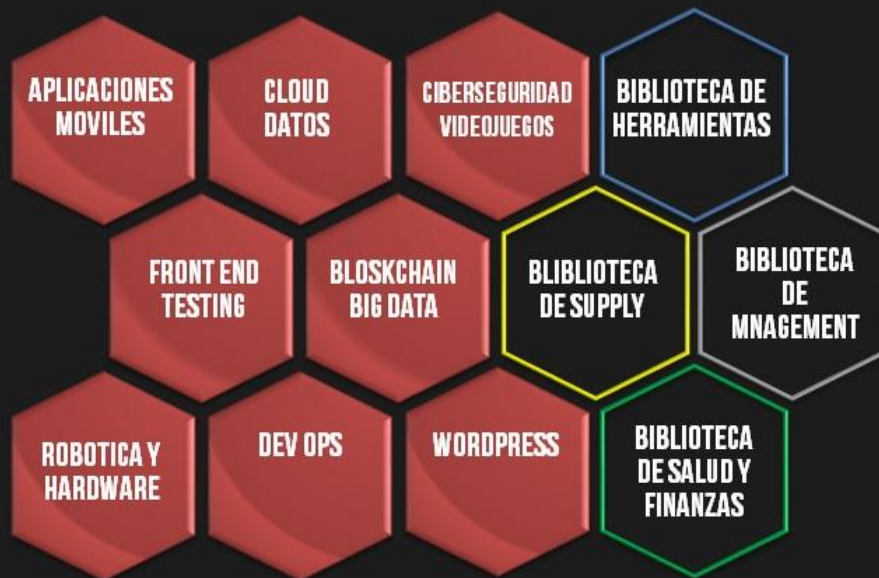 APLICACIONES
MOVILES
CLOUD
DATOS
CIBERSEGURIDAD
VIDEOJUEGOS
BIBLIOTECA DE
HERRAMIENTAS
FRONT END
TESTING
BLOSKCHAIN
BIG DATA
BLIBLIOTECA
DE SUPPLY
BIBLIOTECA
DE
MNAGEMENT
ROBOTICA Y
HARDWARE
DEV OPS
WORDPRESS
BIBLIOTECA
DE SALUD Y
FINANZAS